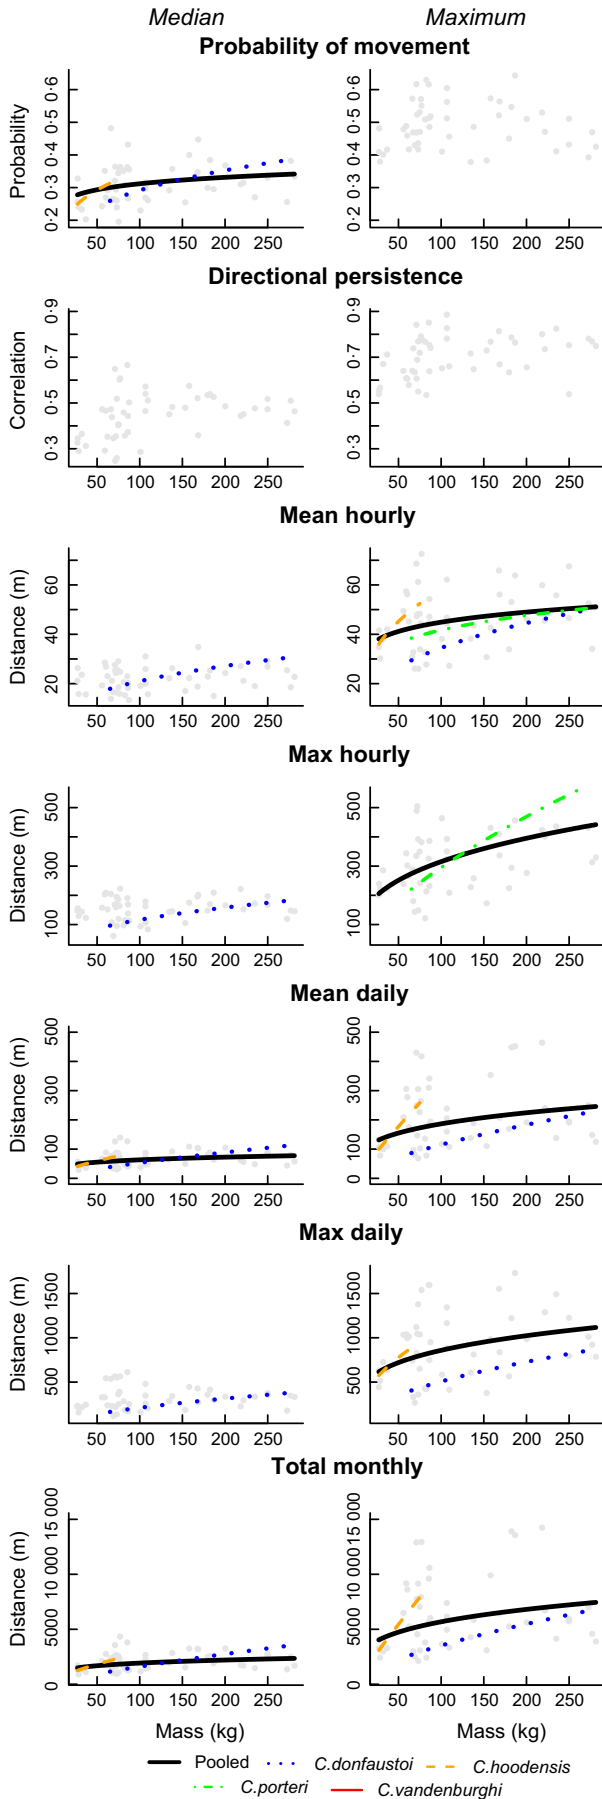 Median Maximum
Probability of movement
Probability
0·2 0·3 0·4 0·5 0·6
50 100 150 200 250 50 100 150 200 250
0·2 0·3 0·4 0·5 0·6
Directional persistence
Correlation
0·3 0·5 0·7 0·9
50 100 150 200 250 50 100 150 200 250
0·3 0·5 0·7 0·9
Mean hourly
Distance (m)
20 40 60
50 100 150 200 250 50 100 150 200 250
20 40 60
Max hourly
Distance (m)
100 300 500
50 100 150 200 250 50 100 150 200 250
100 300 500
Mean daily
Distance (m)
0 100 300 500
50 100 150 200 250 50 100 150 200 250
0 100 300 500
Max daily
Distance (m)
500 1000 1500
50 100 150 200 250 50 100 150 200 250
500 1000 1500
Total monthly
Distance (m)
0 5000 10 000 15 000
50 100 150 200 250 50 100 150 200 250
0 5000 10 000 15 000
Mass (kg) Mass (kg)
Pooled C.donfaustoi C.hoodensis
C.porteri C.vandenburghi